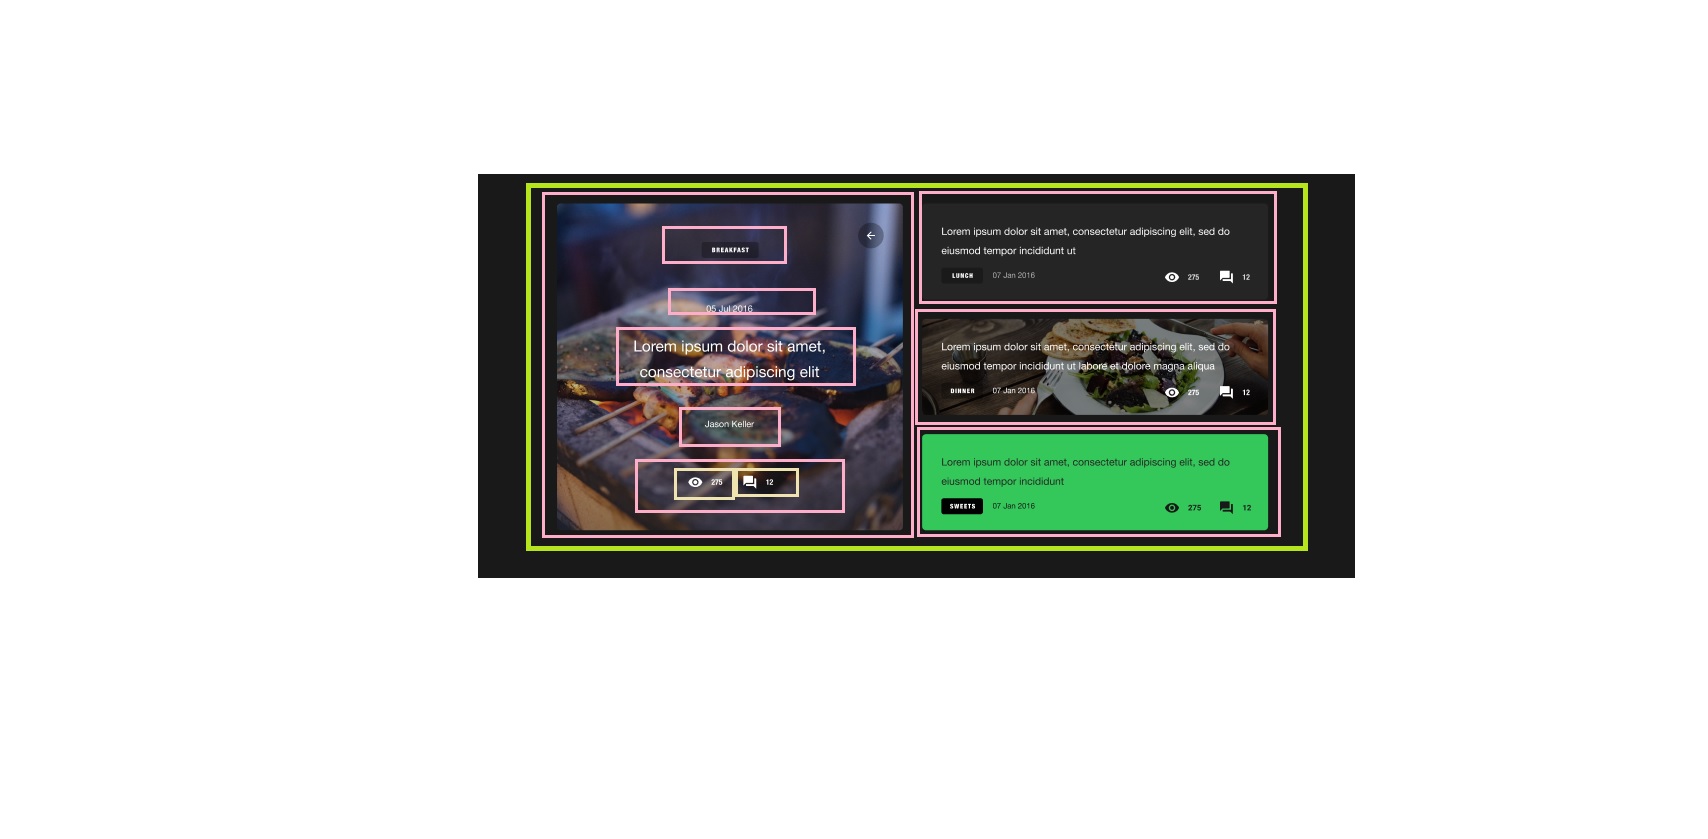 BREAKFAST
05 Jul 2016
Lorem ipsum dolor sit amet,
consectetur adipiscing elit
Jason Keller
275 12
Lorem ipsum dolor sit amet, consectetur adipiscing elit, sed do
eiusmod tempor incididunt ut
LUNCH 07 Jan 2016 275 12
Lorem ipsum dolor sit amet, consectetur adipiscing elit, sed do
eiusmod tempor incididunt ut labore et dolore magna aliqua
DINNER 07 Jan 2016 275 12
Lorem ipsum dolor sit amet, consectetur adipiscing elit, sed do
eiusmod tempor incididunt
SWEETS 07 Jan 2016 275 12